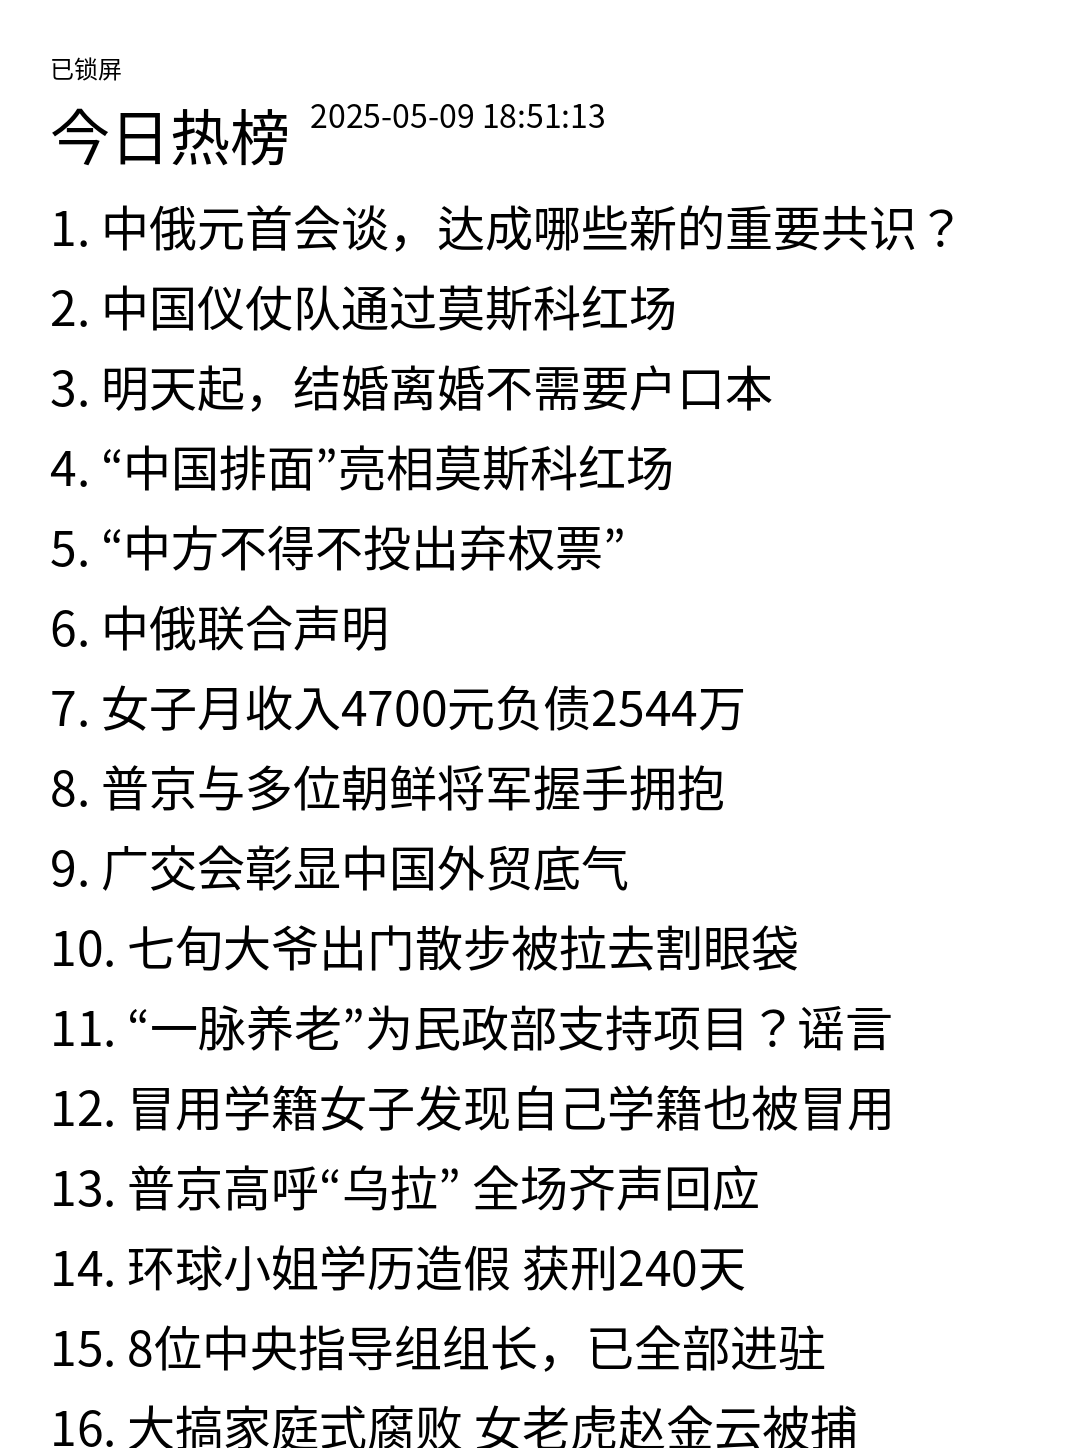 已锁屏
今日热榜 2025-05-09 18:51:13
1. 中俄元首会谈，达成哪些新的重要共识？
2. 中国仪仗队通过莫斯科红场
3. 明天起，结婚离婚不需要户口本
4. “中国排面”亮相莫斯科红场
5. “中方不得不投出弃权票”
6. 中俄联合声明
7. 女子月收入4700元负债2544万
8. 普京与多位朝鲜将军握手拥抱
9. 广交会彰显中国外贸底气
10. 七旬大爷出门散步被拉去割眼袋
11. “一脉养老”为民政部支持项目？谣言
12. 冒用学籍女子发现自己学籍也被冒用
13. 普京高呼“乌拉” 全场齐声回应
14. 环球小姐学历造假 获刑240天
15. 8位中央指导组组长，已全部进驻
16. 大搞家庭式腐败 女老虎赵金云被捕